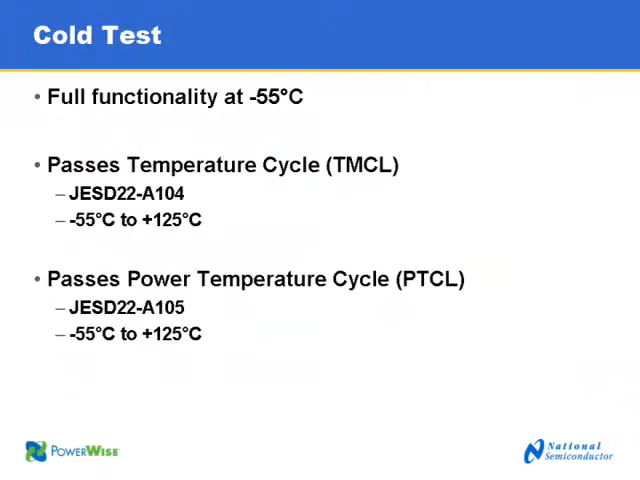 Cold Test
• Full functionality at -55°C
• Passes Temperature Cycle (TMCL)
– JESD22-A104
– -55°C to +125°C
• Passes Power Temperature Cycle (PTCL)
– JESD22-A105
– -55°C to +125°C
POWERWISE
National
Semiconductor